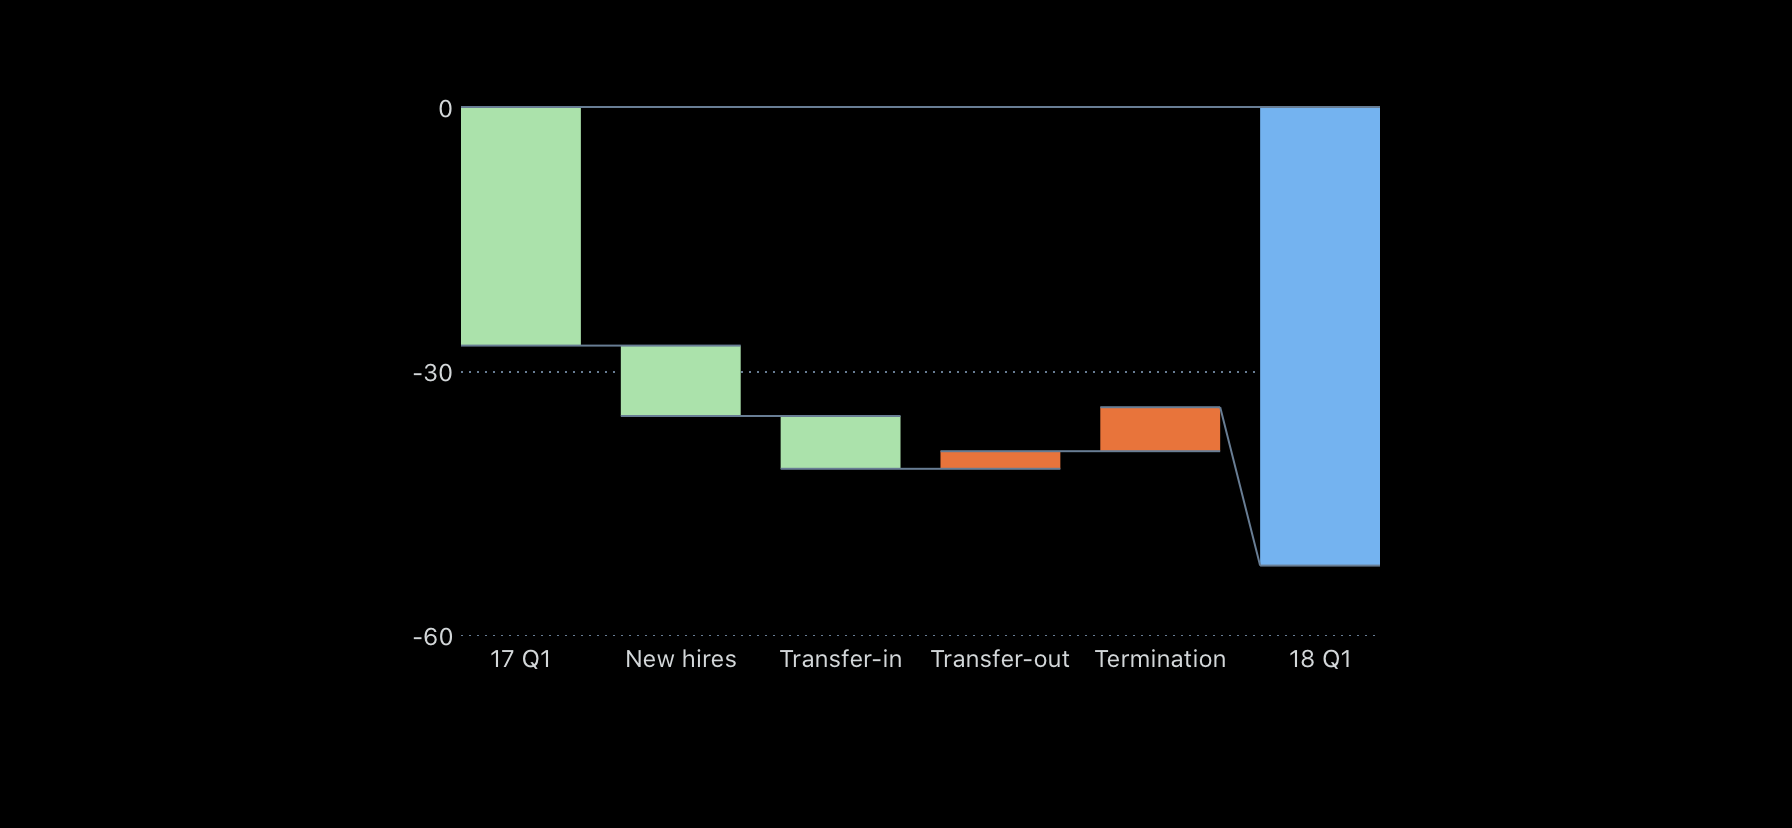 0
-30
-60
17 Q1
New hires
Transfer-in
Transfer-out
Termination
18 Q1